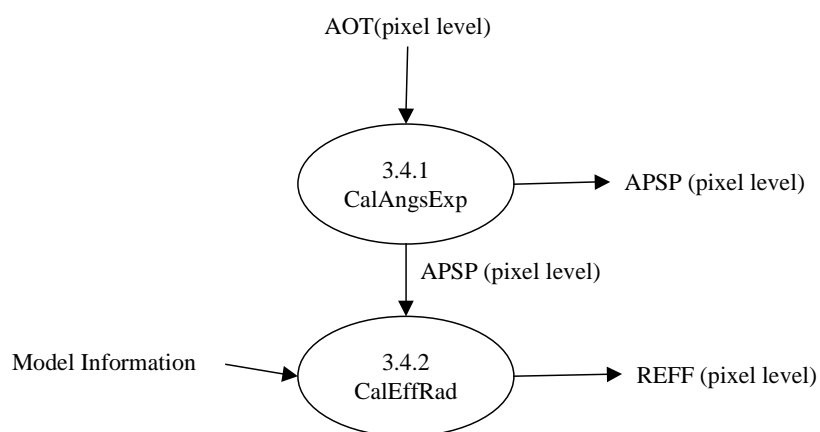 AOT(pixel level)
3.4.1
CalAngsExp
APSP (pixel level)
APSP (pixel level)
Model Information
3.4.2
CalEffRad
REFF (pixel level)